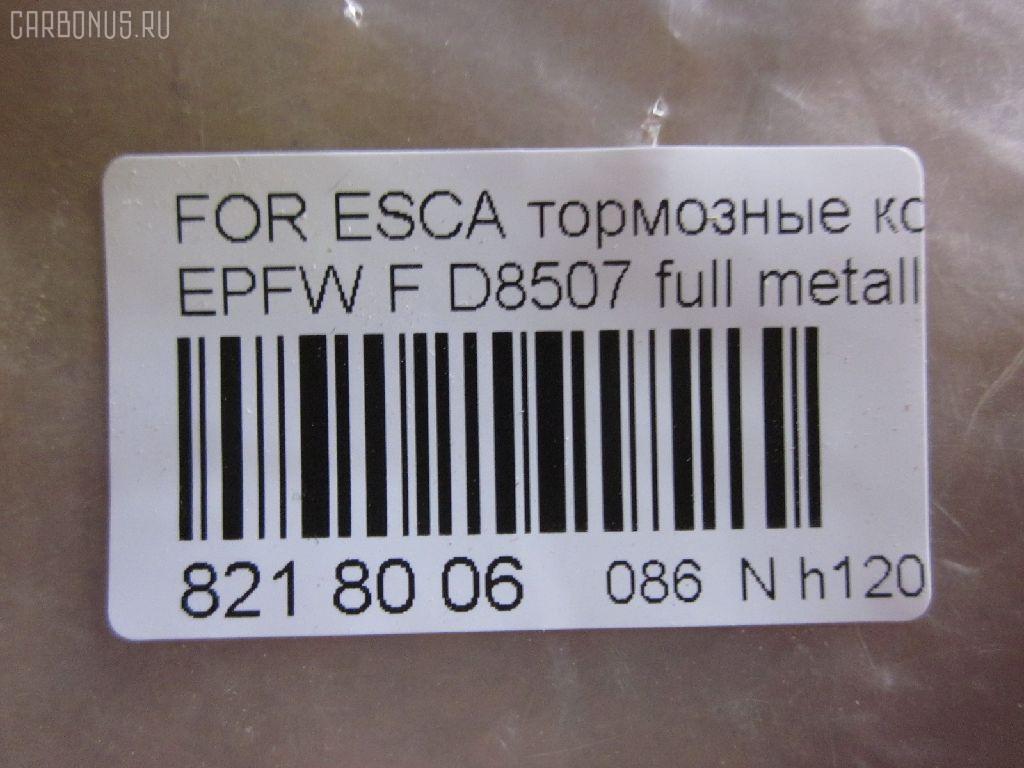 CARBONUS.RU
FOR ESCA тормозные ко
EPFW F D8507 full metall
821 80 06 086 N h120